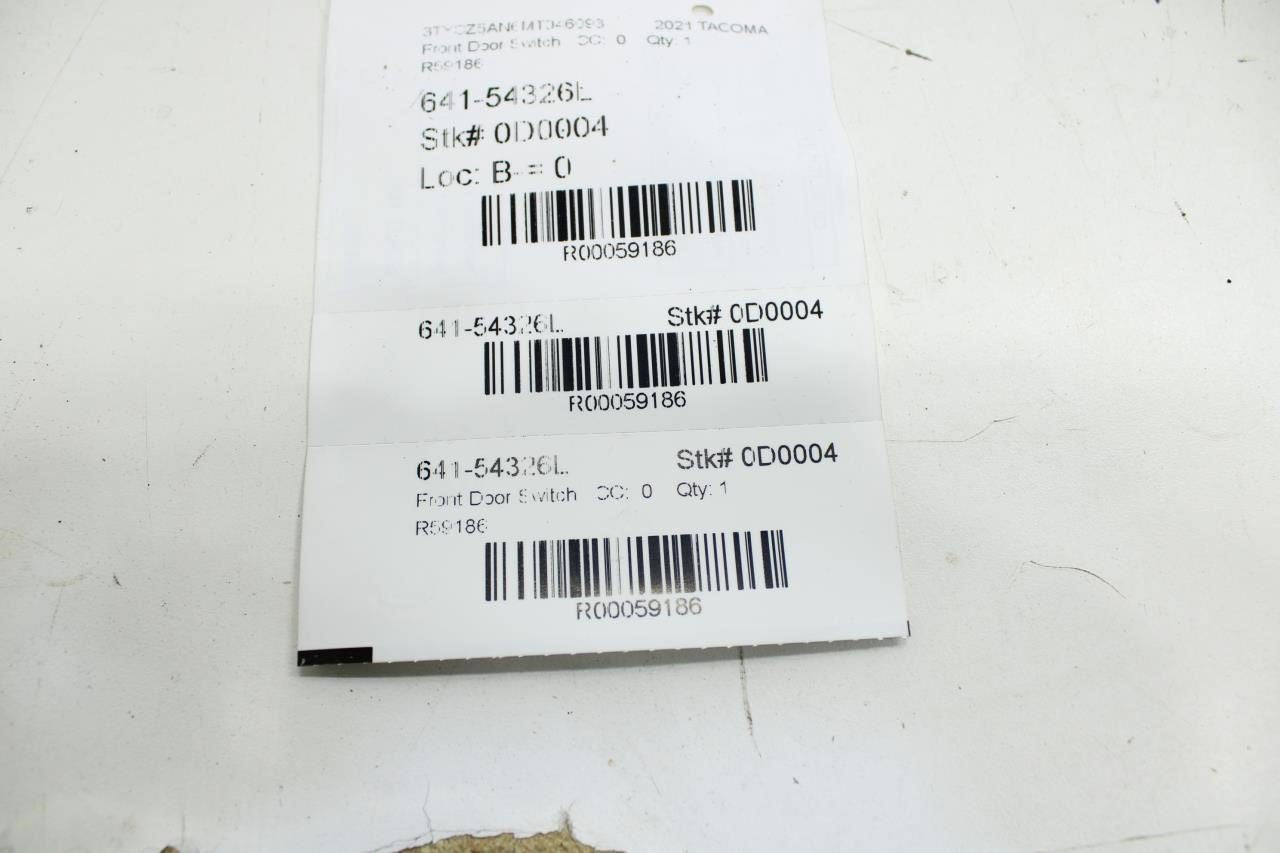 3TYCZ5AN6MT046093 2021 TACOMA
Front Door Switch CC: 0 Qty: 1
R59186
641-54326L
Stk# 0D0004
Loc: B - = 0
R00059186
641-54326L. Stk# 0D0004
R00059186
641-54326L. Stk# 0D0004
Front Door Switch CC: 0 Qty: 1
R59186
R00059186